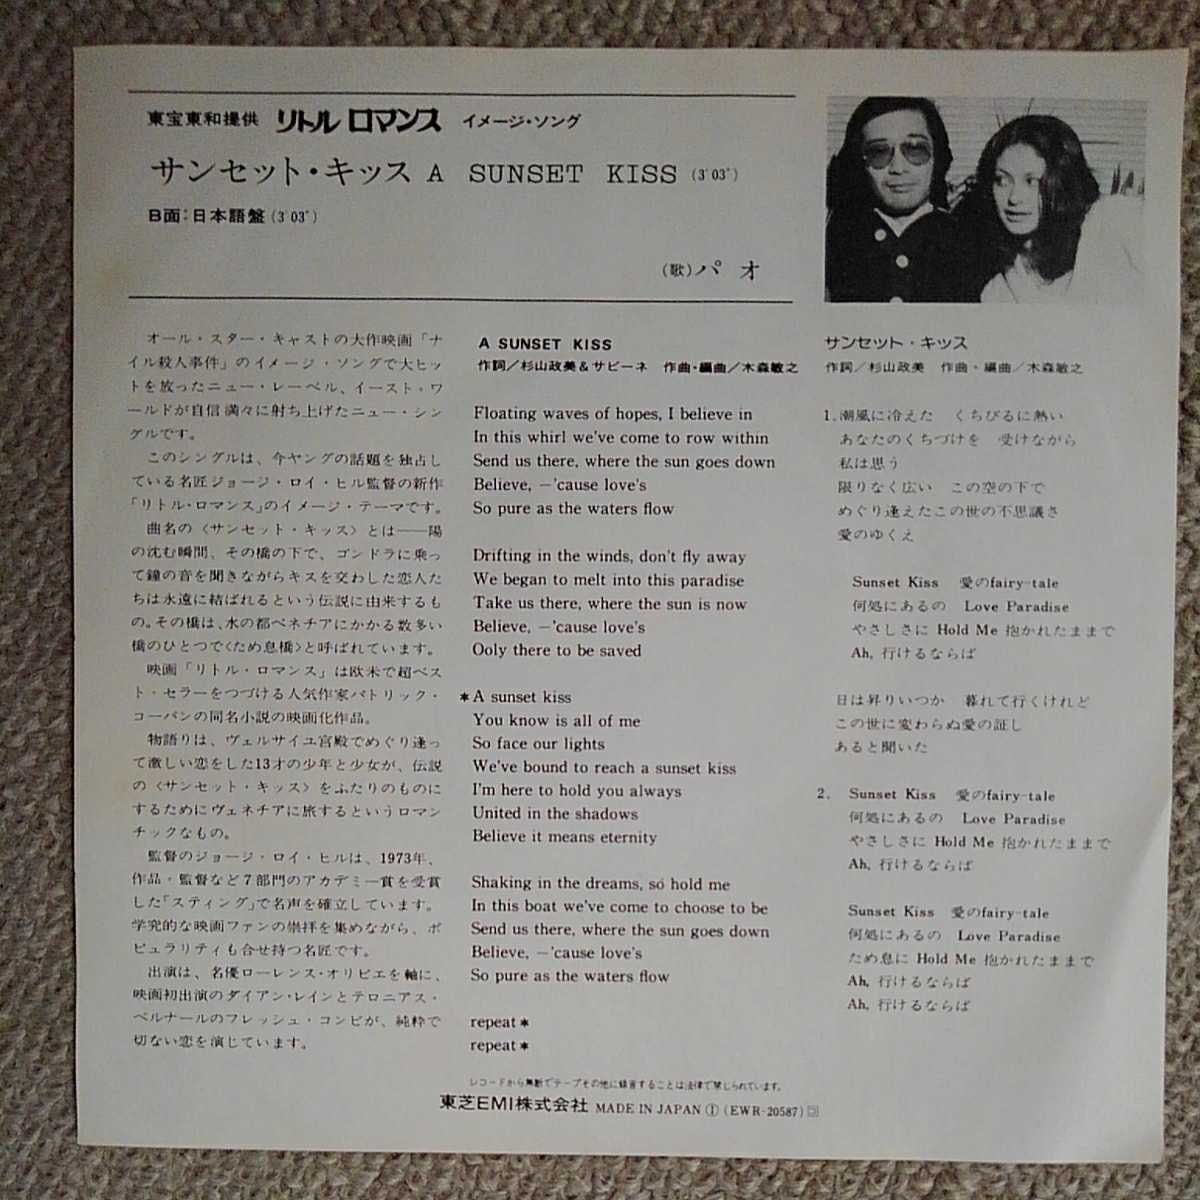 東宝東和提供 リトル ロマンス イメージ・ソング
サンセット・キッス A SUNSET KISS (3′03″)
B面:日本語盤 (3′03″)
(歌)パオ
オール・スター・キャストの大作映画「ナ
イル殺人事件」のイメージ・ソングで大ヒッ
トを放ったニュー・レーベル、イースト・ワ
ールドが自信満々に射ち上げたニュー・シン
グルです。
このシングルは、今ヤングの話題を独占し
ている名匠ジョージ・ロイ・ヒル監督の新作
「リトル・ロマンス」のイメージ・テーマです。
曲名の〈サンセット・キッス〉とは――陽
の沈む瞬間、その橋の下で、ゴンドラに乗っ
て鐘の音を聞きながらキスを交わした恋人た
ちは永遠に結ばれるという伝説に由来するも
の。その橋は、水の都ベネチアにかかる数多い
橋のひとつで〈ため息橋〉と呼ばれています。
映画「リトル・ロマンス」は欧米で超ベス
ト・セラーをつづける人気作家パトリック・
コーバンの同名小説の映画化作品。
物語りは、ヴェルサイユ宮殿でめぐり逢っ
て激しい恋をした13才の少年と少女が、伝説
の〈サンセット・キッス〉をふたりのものに
するためにヴェネチアに旅するというロマン
チックなもの。
監督のジョージ・ロイ・ヒルは、1973年、
作品・監督など7部門のアカデミー賞を受賞
した「スティング」で名声を確立しています。
学究的な映画ファンの崇拝を集めながら、ポ
ピュラリティも合せ持つ名匠です。
出演は、名優ローレンス・オリビエを軸に、
映画初出演のダイアン・レインとテロニアス・
ベルナールのフレッシュ・コンビが、純粋で
切ない恋を演じています。
A SUNSET KISS
作詞/杉山政美&サビーネ 作曲・編曲/木森敏之
Floating waves of hopes, I believe in
In this whirl we've come to row within
Send us there, where the sun goes down
Believe, —'cause love's
So pure as the waters flow
Drifting in the winds, don't fly away
We began to melt into this paradise
Take us there, where the sun is now
Believe, —'cause love's
Ooly there to be saved
*A sunset kiss
You know is all of me
So face our lights
We've bound to reach a sunset kiss
I'm here to hold you always
United in the shadows
Believe it means eternity
Shaking in the dreams, so hold me
In this boat we've come to choose to be
Send us there, where the sun goes down
Believe, —'cause love's
So pure as the waters flow
repeat*
repeat*
サンセット・キッス
作詞/杉山政美 作曲・編曲/木森敏之
1. 潮風に冷えた くちびるに熱い
あなたのくちづけを 受けながら
私は思う
限りなく広い この空の下で
めぐり逢えたこの世の不思議さ
愛のゆくえ
Sunset Kiss 愛のfairy-tale
何処にあるの Love Paradise
やさしさに Hold Me 抱かれたままで
Ah, 行けるならば
日は昇りいつか 暮れて行くけれど
この世に変わらぬ愛の証し
あると聞いた
2. Sunset Kiss 愛のfairy-tale
何処にあるの Love Paradise
やさしさに Hold Me 抱かれたままで
Ah, 行けるならば
Sunset Kiss 愛のfairy-tale
何処にあるの Love Paradise
ため息に Hold Me 抱かれたままで
Ah, 行けるならば
Ah, 行けるならば
レコードから無断でテープその他に録音することは法律で禁じられています。
東芝EMI株式会社 MADE IN JAPAN Ⓘ (EWR-20587)